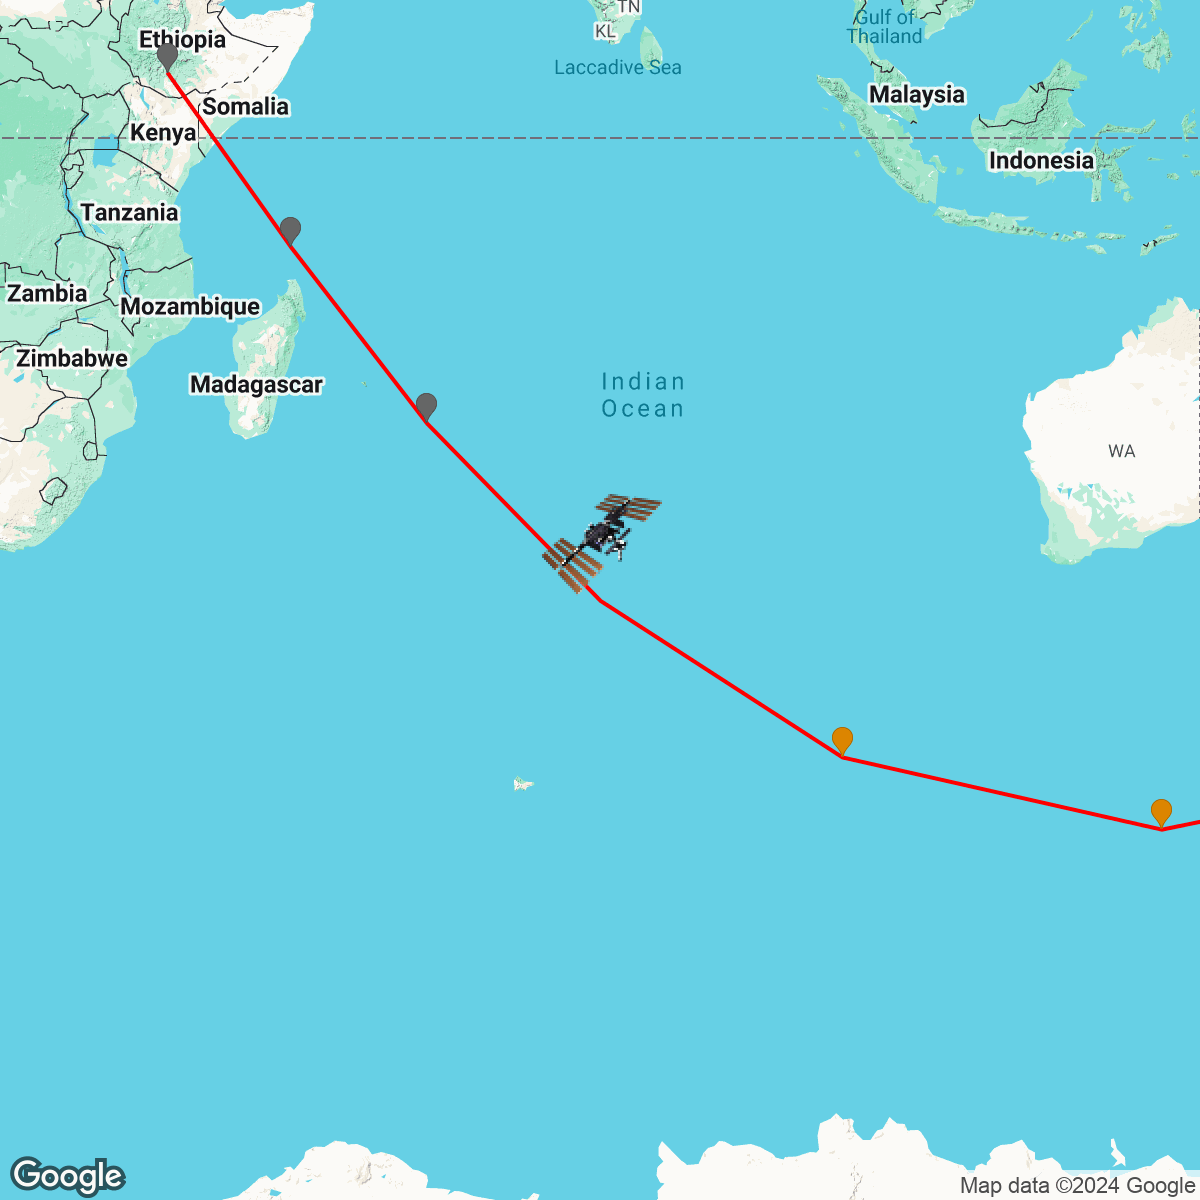 TN
KL
Gulf of
Thailand
Ethiopia
Laccadive Sea
Malaysia
Somalia
Kenya
Indonesia
Tanzania
Zambia
Mozambique
Zimbabwe
Madagascar
Indian
Ocean
WA
Google
Map data ©2024 Google